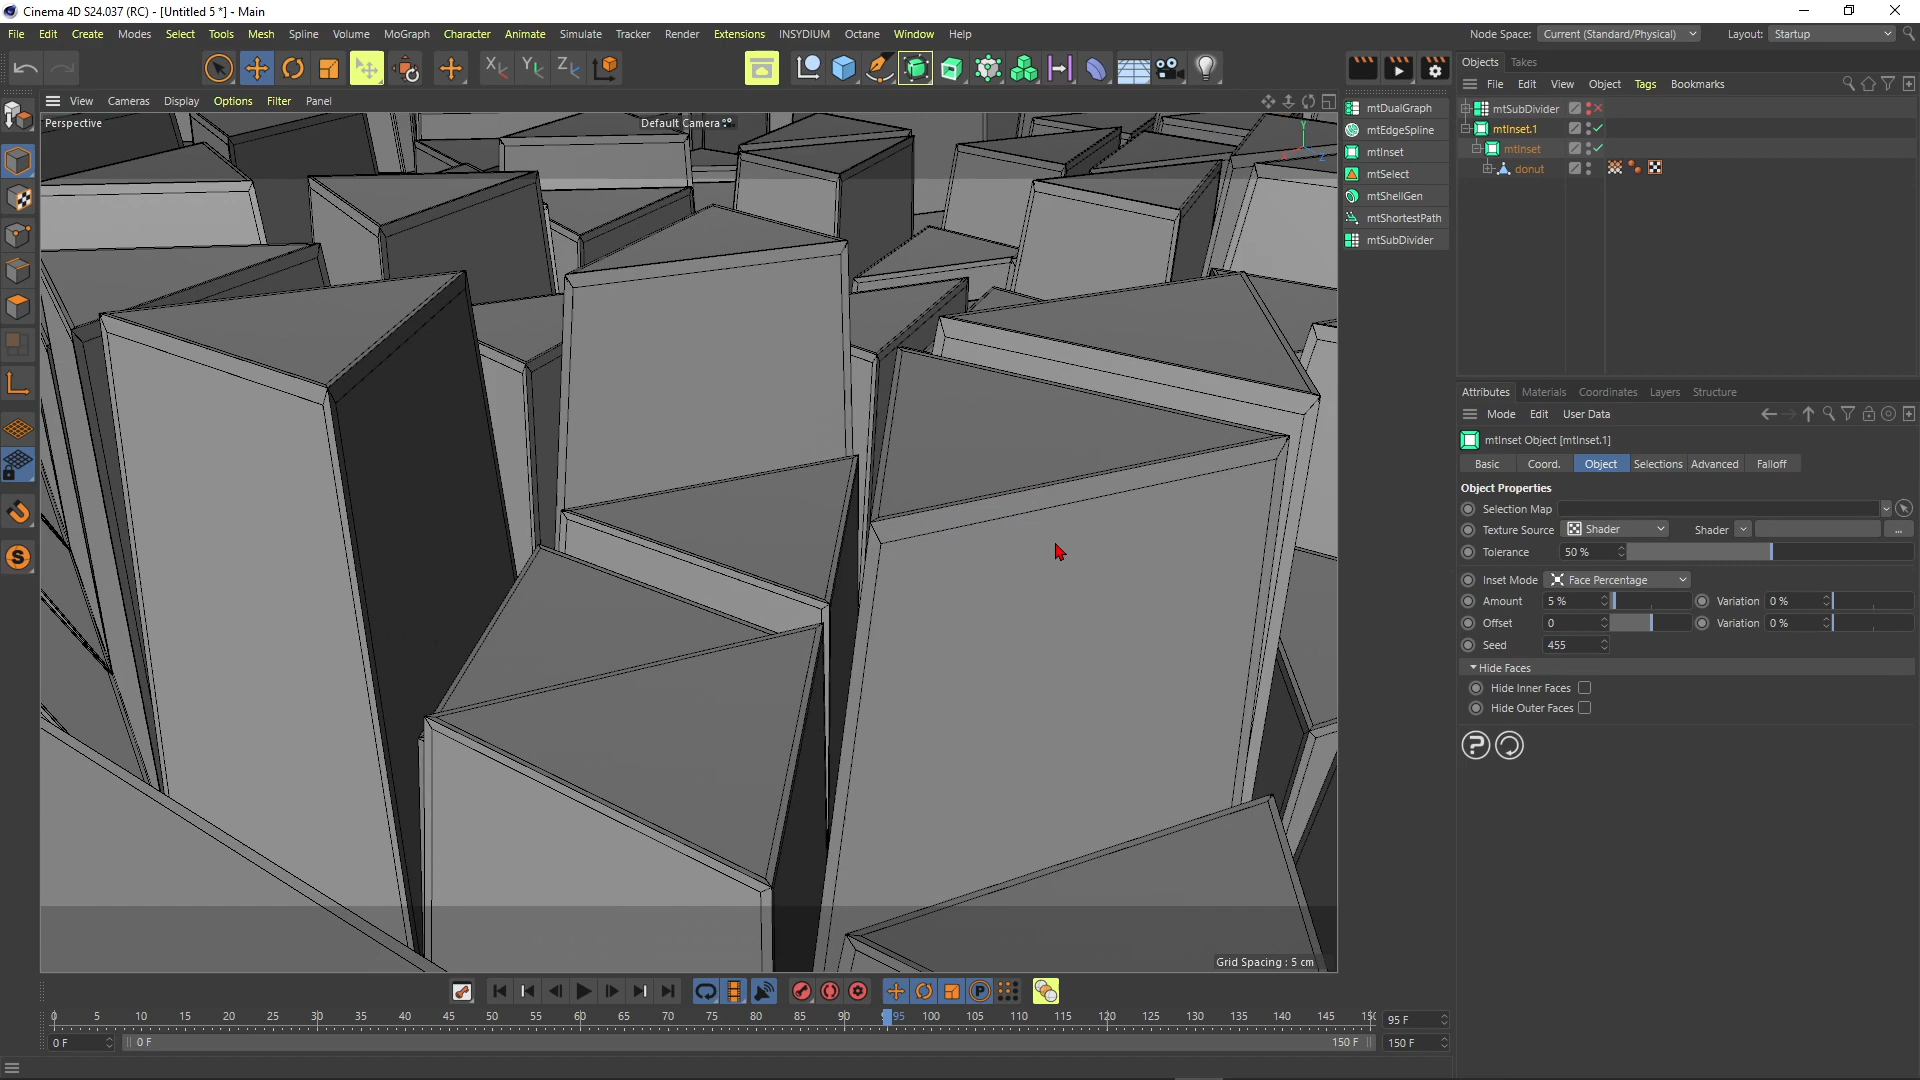 Cinema 4D S24.037 (RC) - [Untitled 5 *] - Main
File Edit Create Modes Select Tools Mesh Spline Volume MoGraph Character Animate Simulate Tracker Render Extensions INSYDIUM Octane Window Help
Node Space: Current (Standard/Physical) Layout: Startup
View Cameras Display Options Filter Panel
Perspective
Default Camera
Grid Spacing : 5 cm
mtDualGraph
mtEdgeSpline
mtInset
mtSelect
mtShellGen
mtShortestPath
mtSubDivider
Objects Takes
File Edit View Object Tags Bookmarks
mtSubDivider
mtInset.1
mtInset
donut
Attributes Materials Coordinates Layers Structure
Mode Edit User Data
mtInset Object [mtInset.1]
Basic Coord. Object Selections Advanced Falloff
Object Properties
Selection Map
Texture Source Shader Shader ...
Tolerance 50 %
Inset Mode Face Percentage
Amount 5 % Variation 0 %
Offset 0 Variation 0 %
Seed 455
Hide Faces
Hide Inner Faces
Hide Outer Faces
0 5 10 15 20 25 30 35 40 45 50 55 60 65 70 75 80 85 90 95 100 105 110 115 120 125 130 135 140 145 150 95 F
0 F 0 F 150 F 150 F